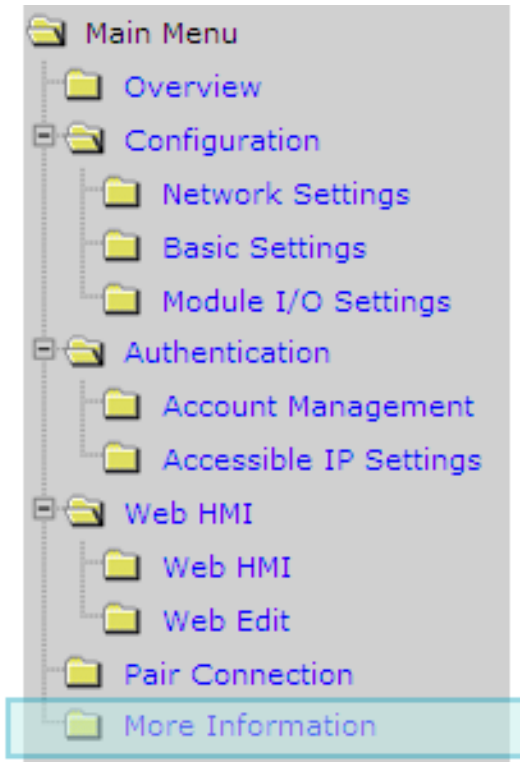 Main Menu
Overview
Configuration
Network Settings
Basic Settings
Module I/O Settings
Authentication
Account Management
Accessible IP Settings
Web HMI
Web HMI
Web Edit
Pair Connection
More Information